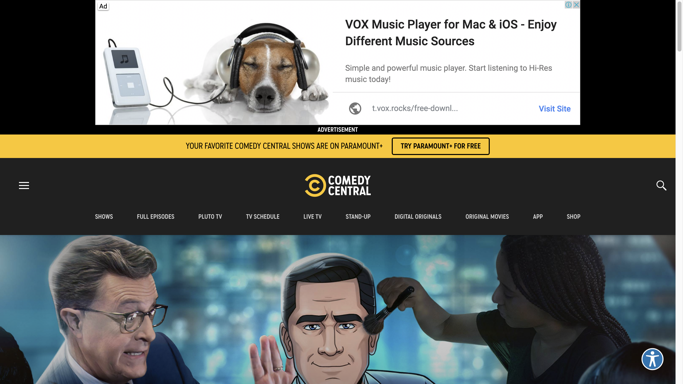 Ad
VOX Music Player for Mac & iOS - Enjoy
Different Music Sources
Simple and powerful music player. Start listening to Hi-Res
music today!
t.vox.rocks/free-downl...
Visit Site
ADVERTISEMENT
YOUR FAVORITE COMEDY CENTRAL SHOWS ARE ON PARAMOUNT+
TRY PARAMOUNT+ FOR FREE
COMEDY
CENTRAL
SHOWS
FULL EPISODES
PLUTO TV
TV SCHEDULE
LIVE TV
STAND-UP
DIGITAL ORIGINALS
ORIGINAL MOVIES
APP
SHOP